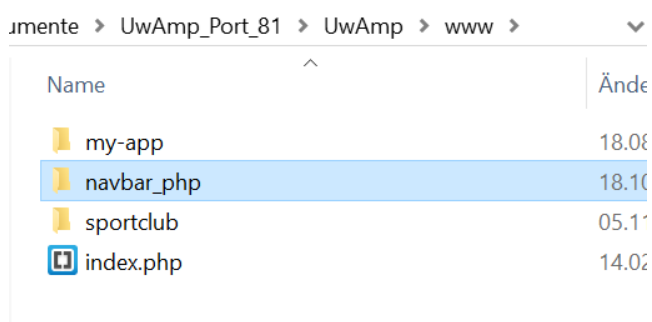 umente > UwAmp_Port_81 > UwAmp > www >
Name Ände
my-app 18.08
navbar_php 18.10
sportclub 05.11
index.php 14.02